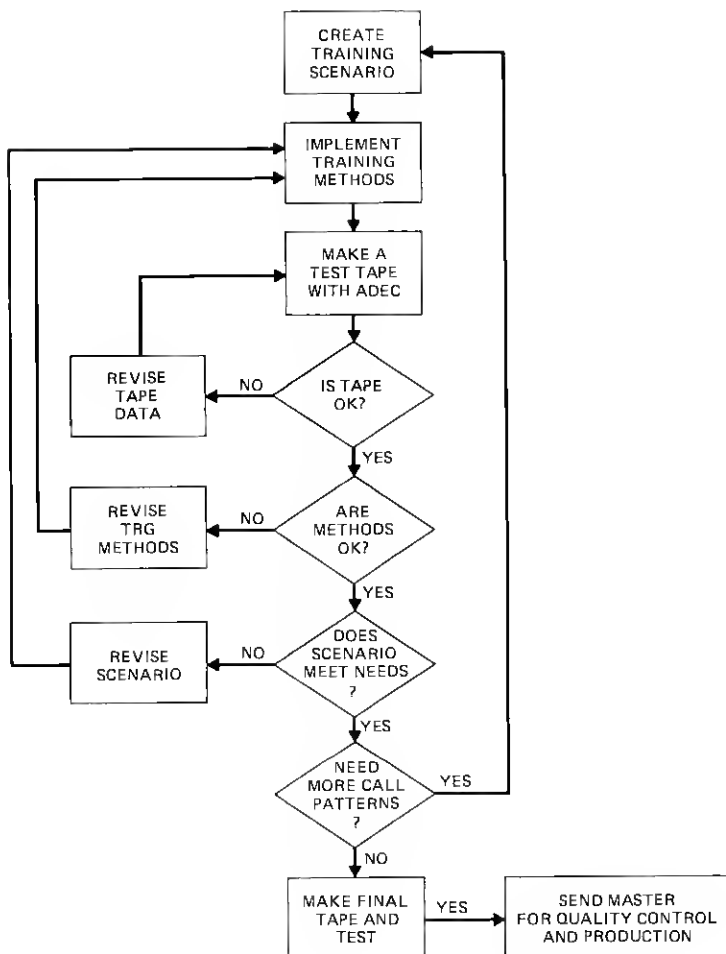 CREATE
TRAINING
SCENARIO
IMPLEMENT
TRAINING
METHODS
MAKE A
TEST TAPE
WITH ADEC
REVISE
TAPE
DATA
NO
IS TAPE
OK?
YES
REVISE
TRG
METHODS
NO
ARE
METHODS
OK?
YES
REVISE
SCENARIO
NO
DOES
SCENARIO
MEET NEEDS
?
YES
NEED
MORE CALL
PATTERNS
?
YES
NO
MAKE FINAL
TAPE AND
TEST
YES
SEND MASTER
FOR QUALITY CONTROL
AND PRODUCTION